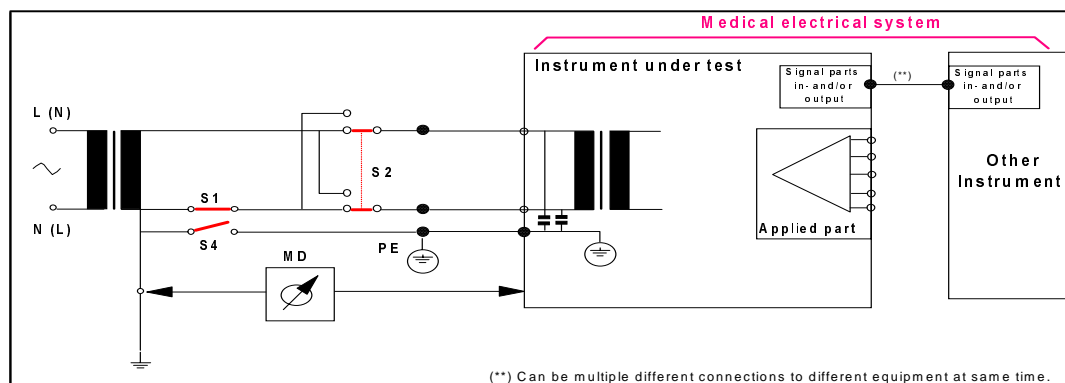 Medical electrical system
Instrument under test
Signal parts
in- and/or
output
(**)
Signal parts
in- and/or
output
L (N)
S2
Other
Instrument
S1
N (L)
S4
PE
Applied part
MD
(**) Can be multiple different connections to different equipment at same time.